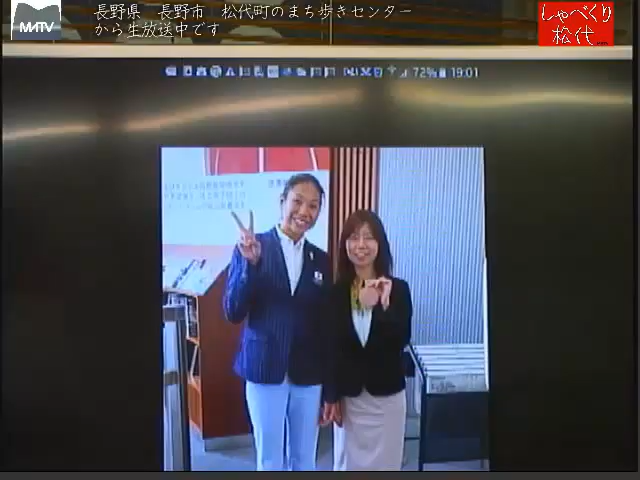 MATV
長野県　長野市　松代町のまち歩きセンター
から生放送中です
しゃべくり
松代
72% 19:01